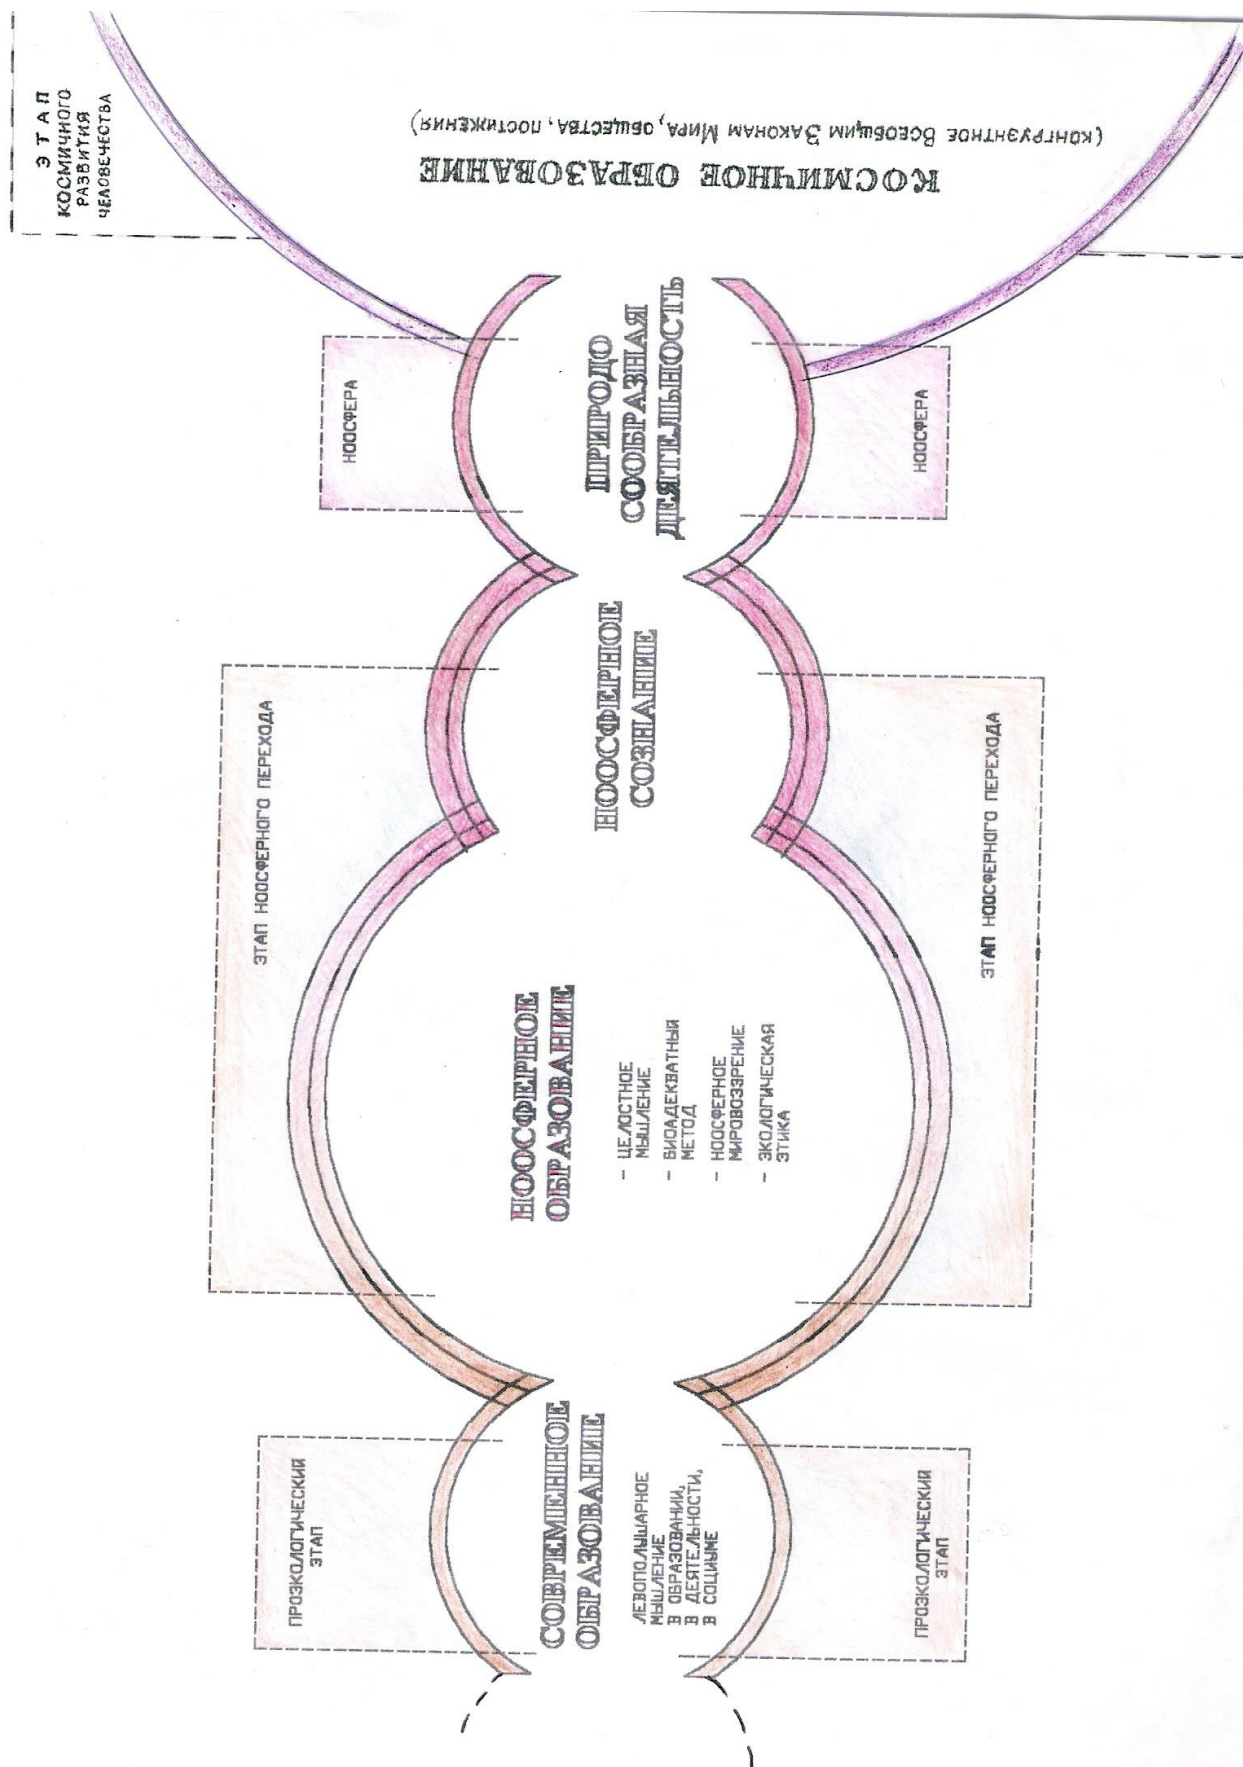 ПРОЭКОЛОГИЧЕСКИЙ
ЭТАП
СОВРЕМЕННОЕ
ОБРАЗОВАНИЕ
ЛЕВОПОЛУШАРНОЕ
МЫШЛЕНИЕ
В ОБРАЗОВАНИИ,
В ДЕЯТЕЛЬНОСТИ,
В СОЦИУМЕ
ПРОЭКОЛОГИЧЕСКИЙ
ЭТАП
ЭТАП НООСФЕРНОГО ПЕРЕХОДА
НООСФЕРНОЕ
ОБРАЗОВАНИЕ
- ЦЕЛОСТНОЕ
МЫШЛЕНИЕ
- БИОАДЕКВАТНЫЙ
МЕТОД
- НООСФЕРНОЕ
МИРОВОЗЗРЕНИЕ
- ЭКОЛОГИЧЕСКАЯ
ЭТИКА
НООСФЕРНОЕ
СОЗНАНИЕ
ЭТАП НООСФЕРНОГО ПЕРЕХОДА
НООСФЕРА
ПРИРОДО
СООБРАЗНАЯ
ДЕЯТЕЛЬНОСТЬ
НООСФЕРА
ЭТАП
КОСМИЧНОГО
РАЗВИТИЯ
ЧЕЛОВЕЧЕСТВА
КОСМИЧНОЕ ОБРАЗОВАНИЕ
(конгруэнтное Всеобщим Законам Мира, общества, постижения)